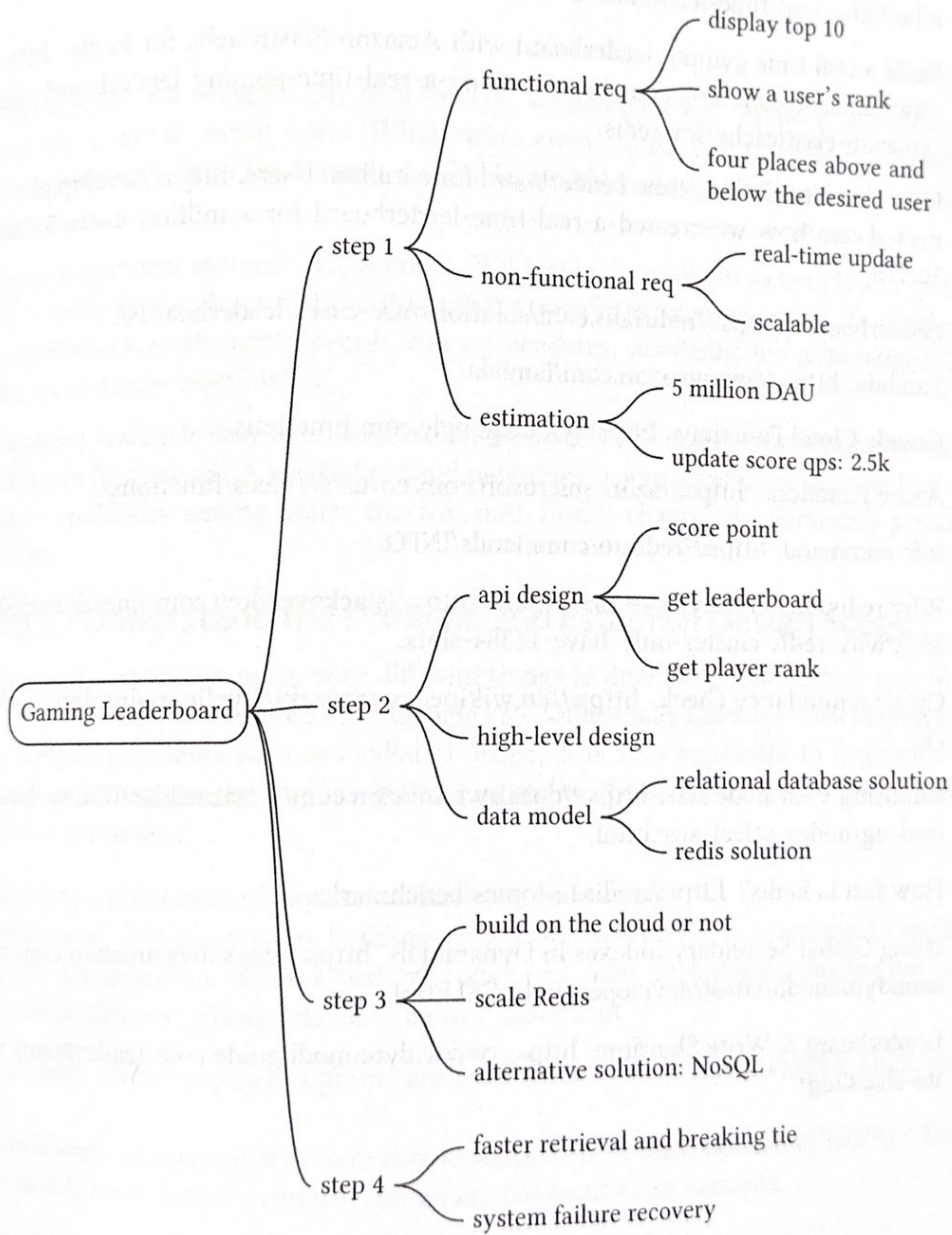 Gaming Leaderboard
step 1
functional req
display top 10
show a user's rank
four places above and
below the desired user
non-functional req
real-time update
scalable
estimation
5 million DAU
update score qps: 2.5k
step 2
api design
score point
get leaderboard
get player rank
high-level design
data model
relational database solution
redis solution
step 3
build on the cloud or not
scale Redis
alternative solution: NoSQL
step 4
faster retrieval and breaking tie
system failure recovery